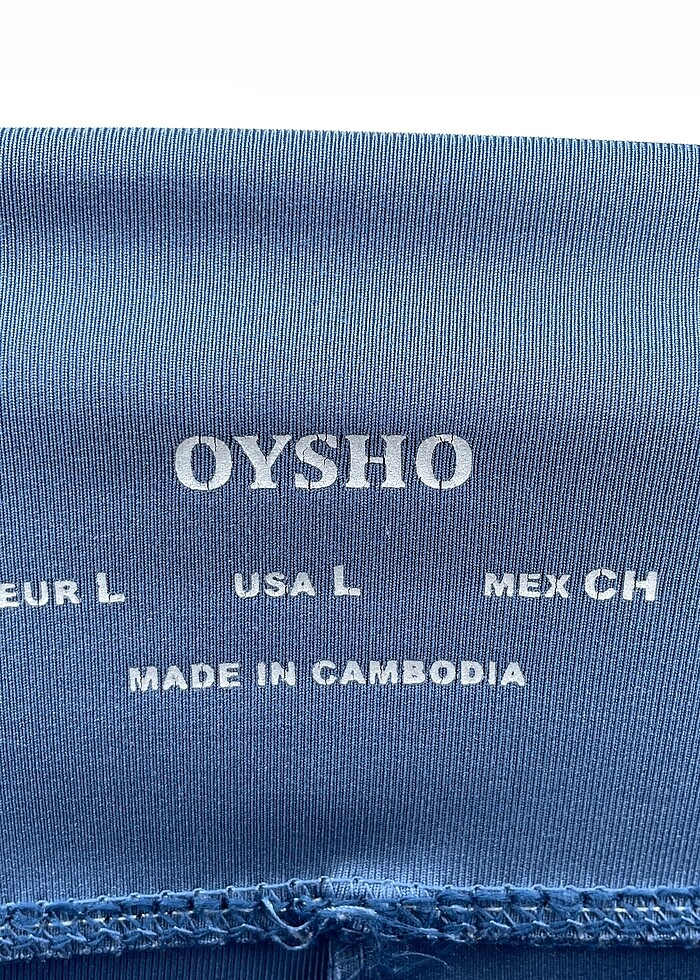 OYSHO
EUR L USA L MEX CH
MADE IN CAMBODIA